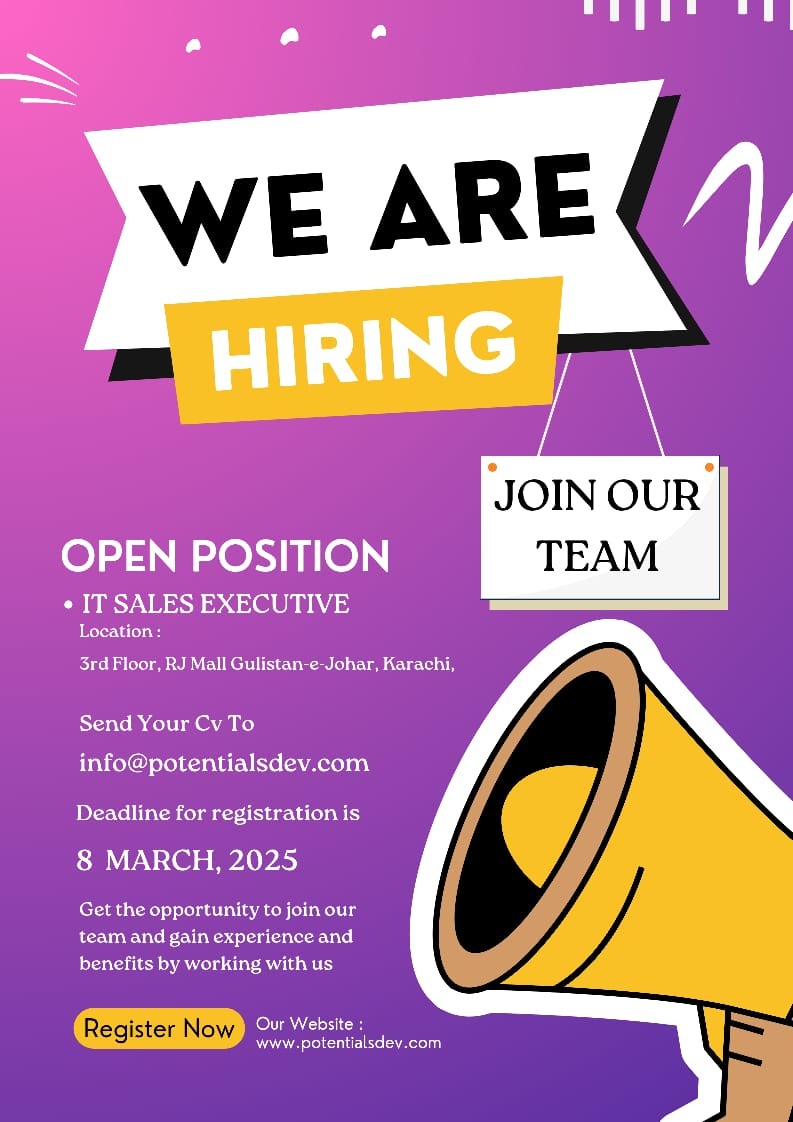 WE ARE
HIRING
JOIN OUR
TEAM
OPEN POSITION
• IT SALES EXECUTIVE
Location :
3rd Floor, RJ Mall Gulistan-e-Johar, Karachi,
Send Your Cv To
info@potentialsdev.com
Deadline for registration is
8 MARCH, 2025
Get the opportunity to join our
team and gain experience and
benefits by working with us
Register Now
Our Website :
www.potentialsdev.com